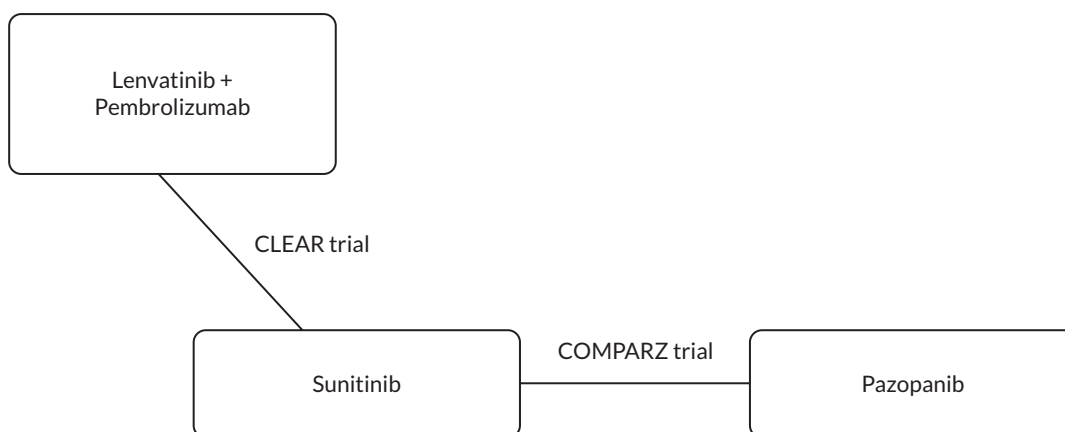 Lenvatinib +
Pembrolizumab
CLEAR trial
COMPARZ trial
Sunitinib
Pazopanib